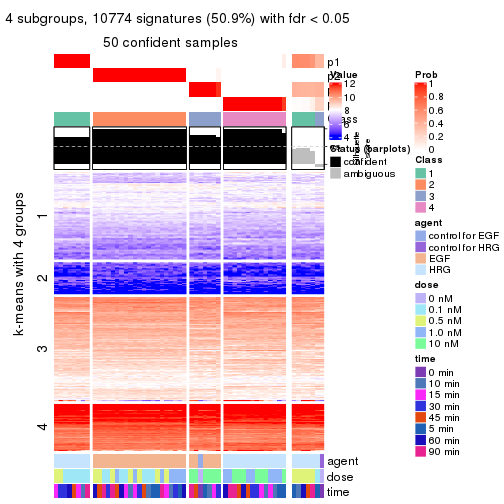 4 subgroups, 10774 signatures (50.9%) with fdr < 0.05
50 confident samples
p1
Value
12
10
8
6
4
Prob
1
0.8
0.6
0.4
0.2
0
Status (barplots)
confident
ambiguous
Class
1
2
3
4
agent
control for EGF
control for HRG
EGF
HRG
dose
0 nM
0.1 nM
0.5 nM
1.0 nM
10 nM
time
0 min
10 min
15 min
30 min
45 min
5 min
60 min
90 min
k-means with 4 groups
1
2
3
4
agent
dose
time